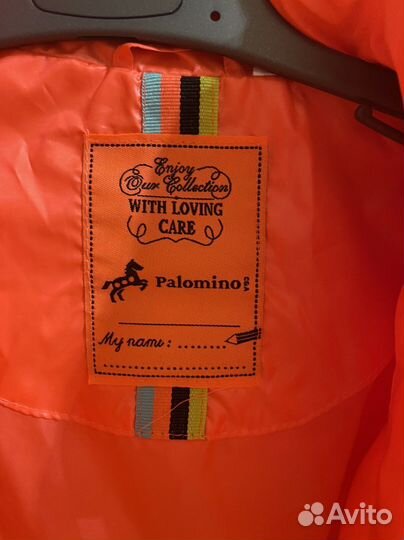 Enjoy
Our Collection
WITH LOVING
CARE
Palomino C&A
My name: .......
Avito